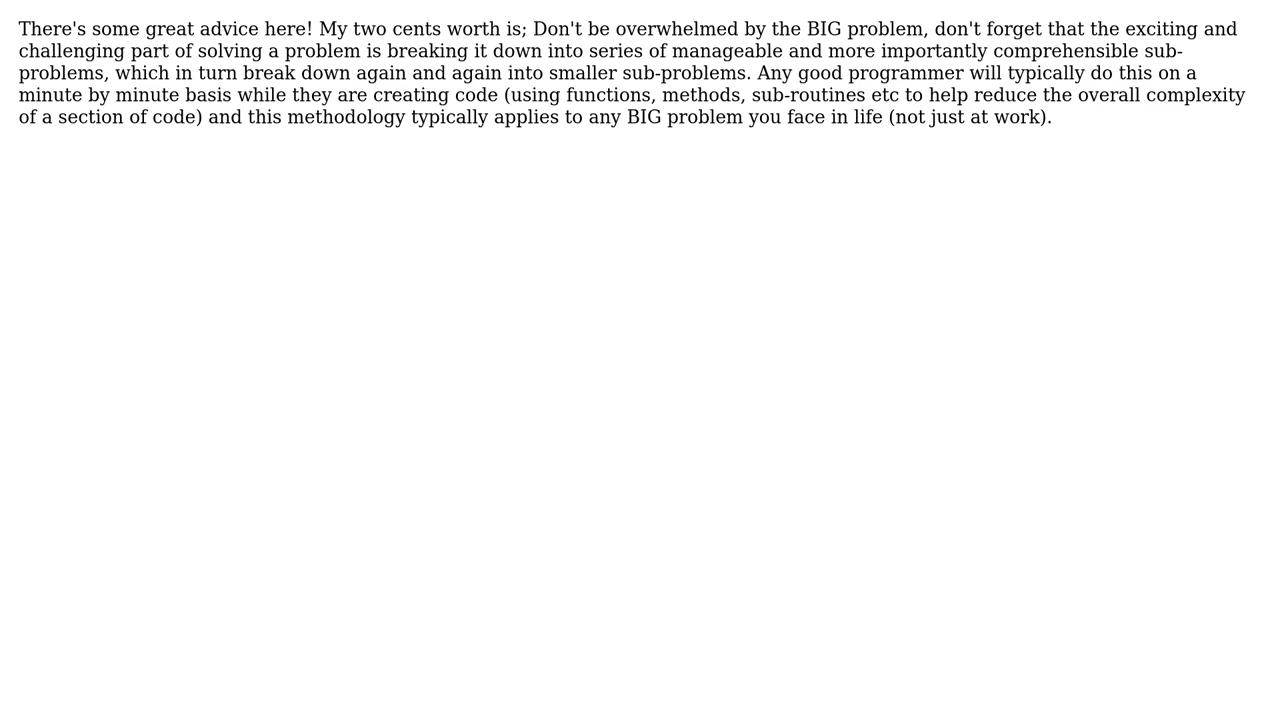 There's some great advice here! My two cents worth is; Don't be overwhelmed by the BIG problem, don't forget that the exciting and
challenging part of solving a problem is breaking it down into series of manageable and more importantly comprehensible sub-
problems, which in turn break down again and again into smaller sub-problems. Any good programmer will typically do this on a
minute by minute basis while they are creating code (using functions, methods, sub-routines etc to help reduce the overall complexity
of a section of code) and this methodology typically applies to any BIG problem you face in life (not just at work).